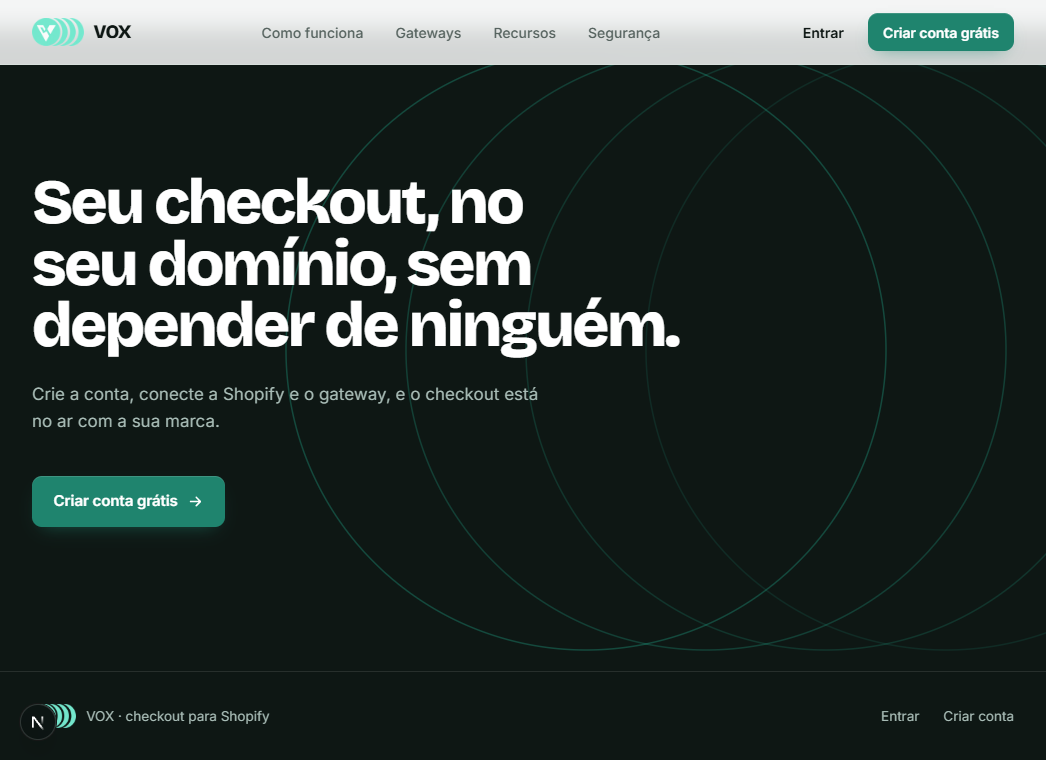 VOX
Como funciona
Gateways
Recursos
Segurança
Entrar
Criar conta grátis
Seu checkout, no
seu domínio, sem
depender de ninguém.
Crie a conta, conecte a Shopify e o gateway, e o checkout está
no ar com a sua marca.
Criar conta grátis →
N
VOX · checkout para Shopify
Entrar
Criar conta